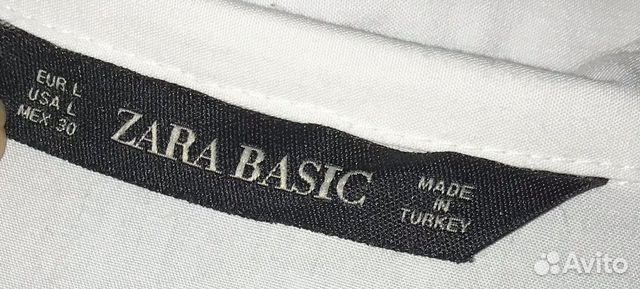 EUR L
USA L
MEX 30
ZARA BASIC
MADE
IN
TURKEY
Avito